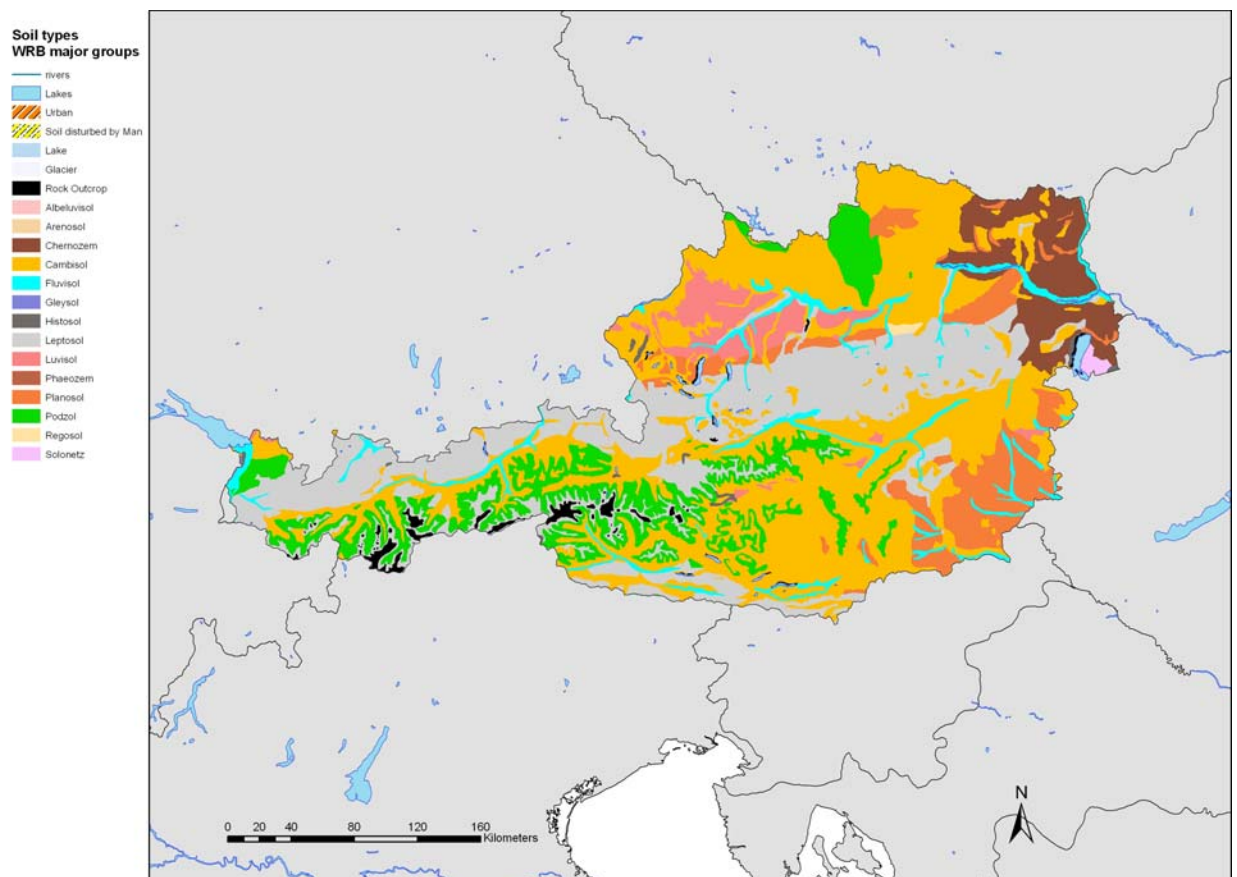 Soil types
WRB major groups
rivers
Lakes
Urban
Soil disturbed by Man
Lake
Glacier
Rock Outcrop
Albeluvisol
Arenosol
Chernozem
Cambisol
Fluvisol
Gleysol
Histosol
Leptosol
Luvisol
Phaeozem
Planosol
Podzol
Regosol
Solonetz
N
0 20 40 80 120 160
Kilometers